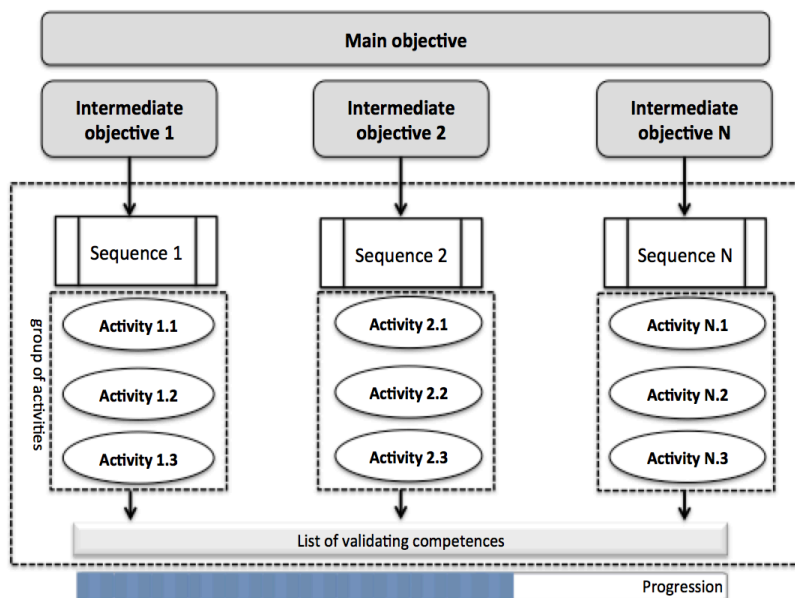 Main objective
Intermediate
objective 1
Intermediate
objective 2
Intermediate
objective N
Sequence 1
Sequence 2
Sequence N
group of activities
Activity 1.1
Activity 1.2
Activity 1.3
Activity 2.1
Activity 2.2
Activity 2.3
Activity N.1
Activity N.2
Activity N.3
List of validating competences
Progression